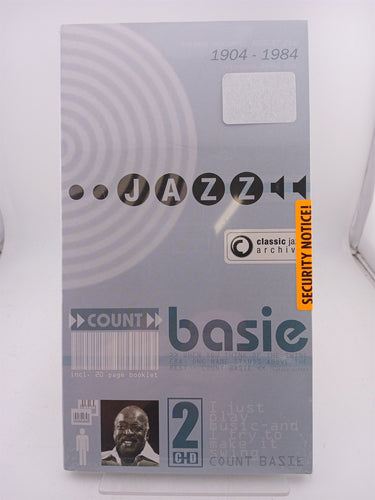 1904 - 1984
JAZZ
classic jaz
archiv
SECURITY NOTICE!
COUNT
basie
incl. 20 page booklet
2
CD
I just
play
music-and
I try to
make it
swing
COUNT BASIE